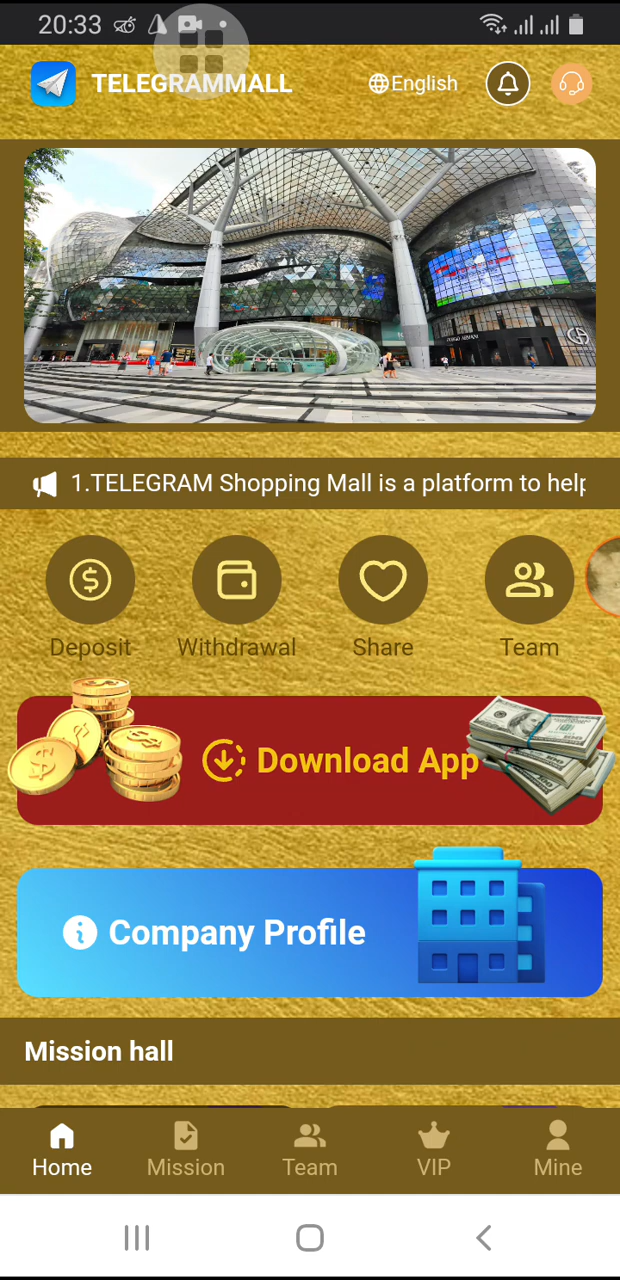 20:33
TELEGRAMMALL
English
1.TELEGRAM Shopping Mall is a platform to help
Deposit
Withdrawal
Share
Team
Download App
Company Profile
Mission hall
Home
Mission
Team
VIP
Mine